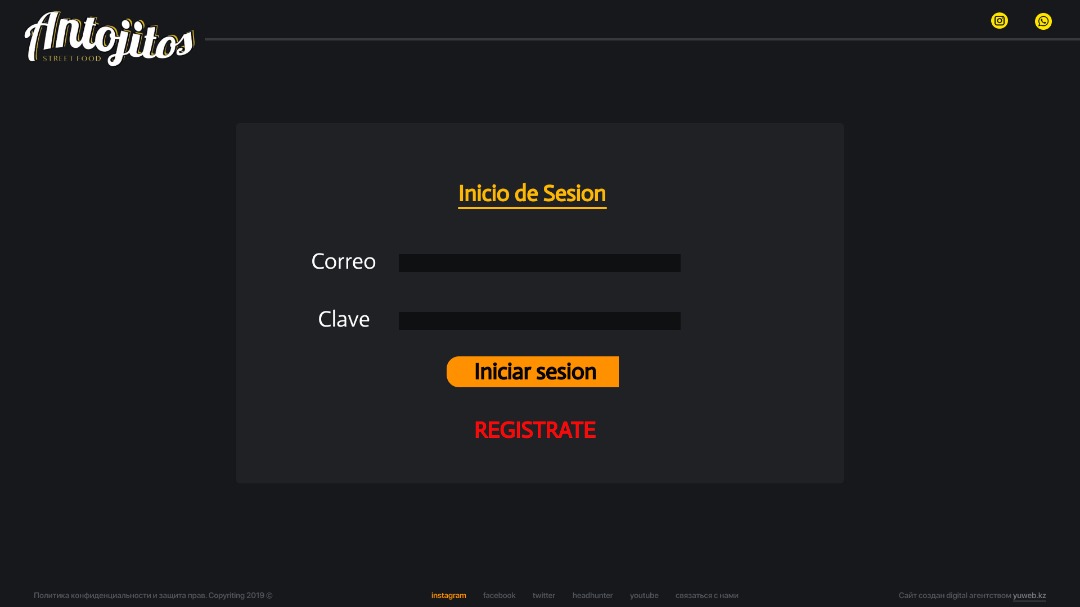 Antojitos
STREET FOOD
Inicio de Sesion
Correo
Clave
Iniciar sesion
REGISTRATE
Политика конфиденциальности и защита прав. Copyriting 2019 ©
instagram facebook twitter headhunter youtube связаться с нами
Сайт создан digital агентством yuweb.kz